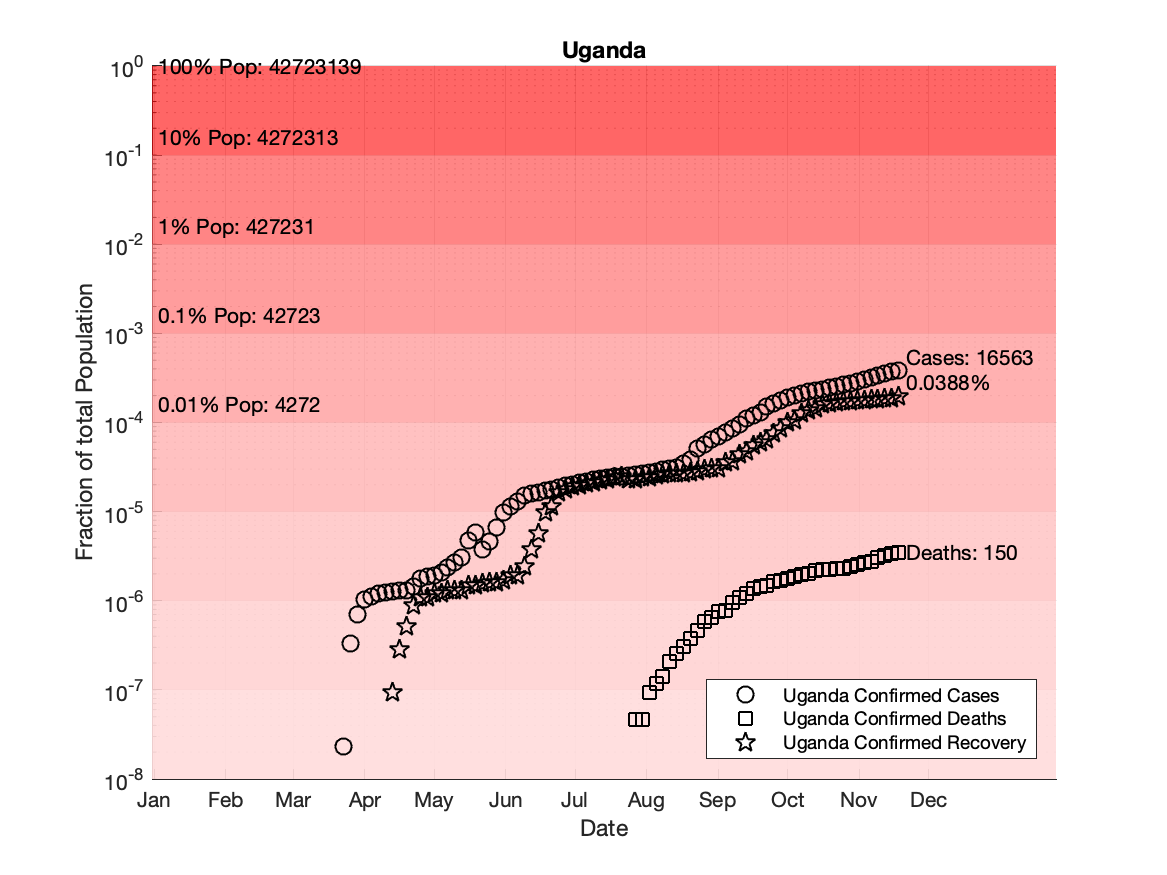 Uganda
10^0
100% Pop: 42723139
10% Pop: 4272313
10^-1
1% Pop: 427231
10^-2
0.1% Pop: 42723
10^-3
Cases: 16563
0.0388%
0.01% Pop: 4272
10^-4
10^-5
Deaths: 150
10^-6
10^-7
10^-8
Fraction of total Population
Uganda Confirmed Cases
Uganda Confirmed Deaths
Uganda Confirmed Recovery
Jan Feb Mar Apr May Jun Jul Aug Sep Oct Nov Dec
Date